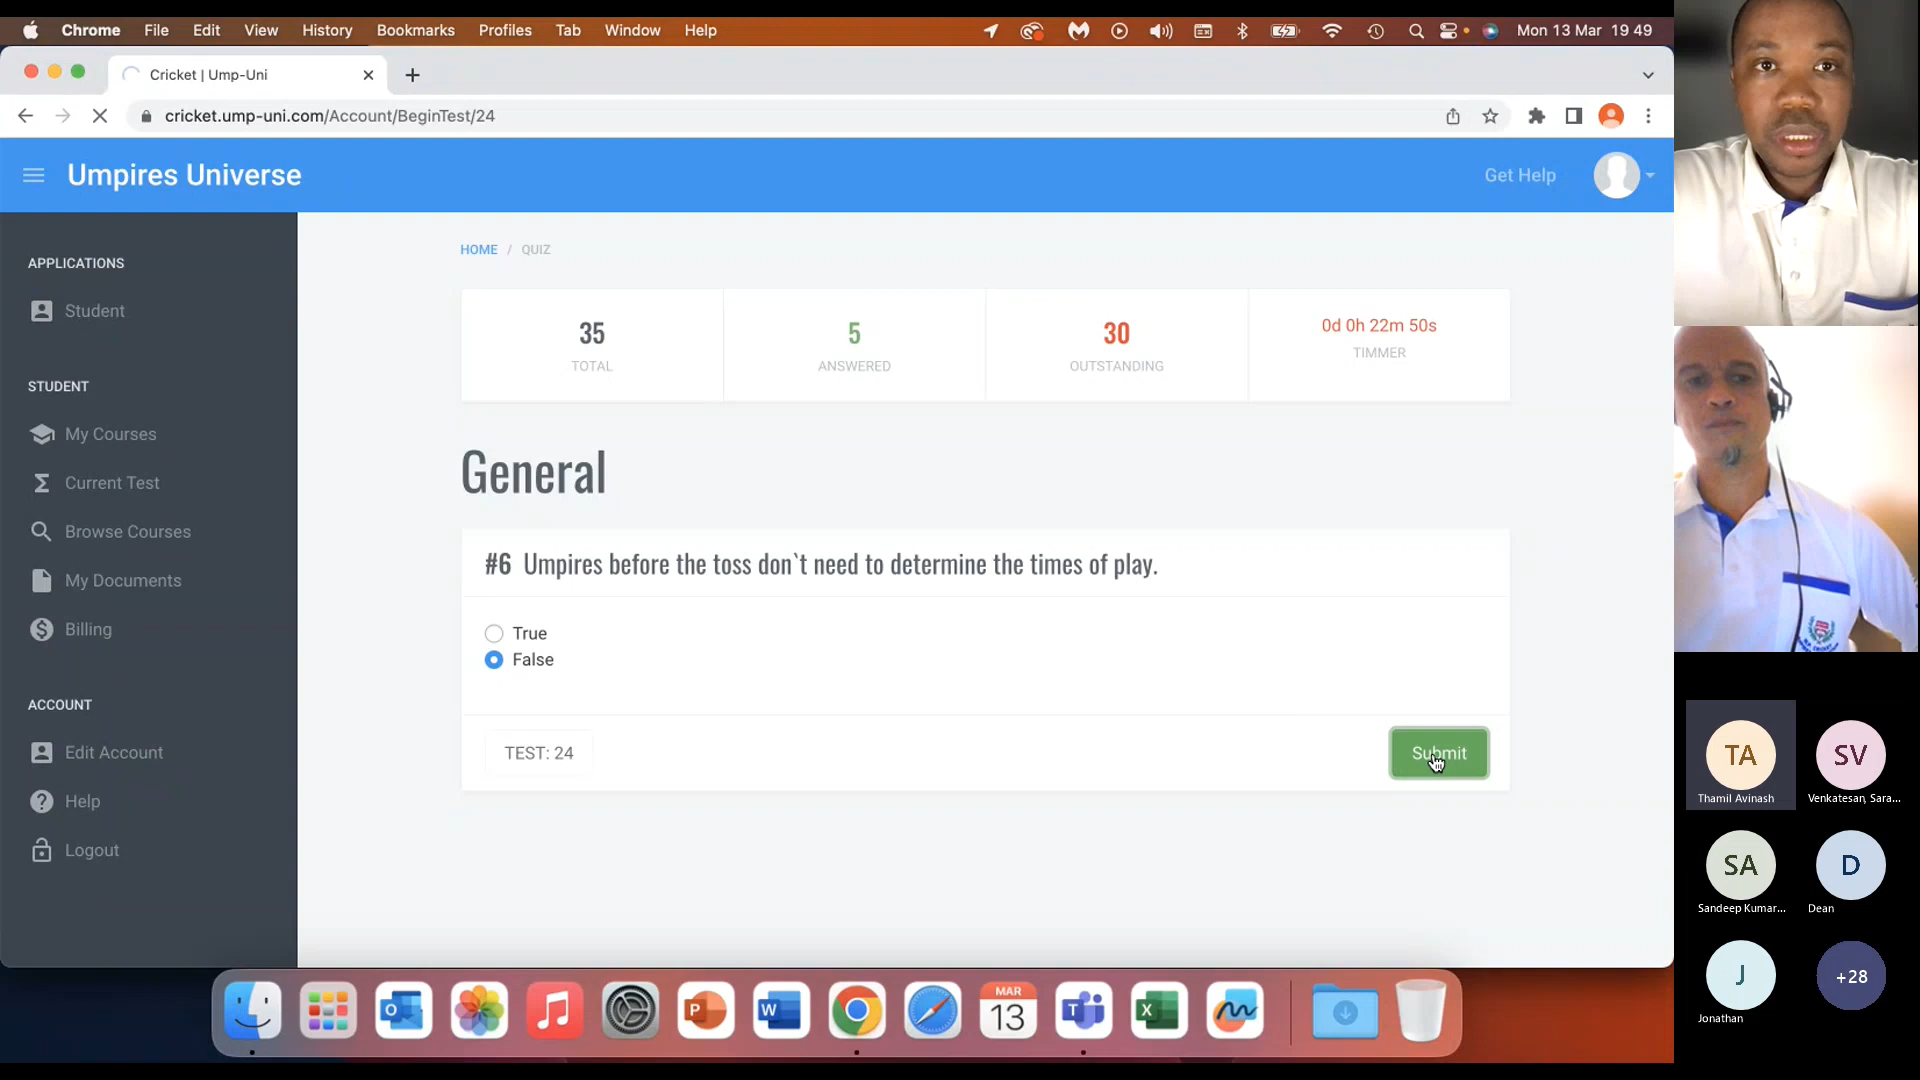 Chrome File Edit View History Bookmarks Profiles Tab Window Help Mon 13 Mar 19 49
Cricket | Ump-Uni
cricket.ump-uni.com/Account/BeginTest/24
Umpires Universe
Get Help
APPLICATIONS
Student
STUDENT
My Courses
Current Test
Browse Courses
My Documents
Billing
ACCOUNT
Edit Account
Help
Logout
HOME / QUIZ
35
TOTAL
5
ANSWERED
30
OUTSTANDING
0d 0h 22m 50s
TIMMER
General
#6 Umpires before the toss don`t need to determine the times of play.
True
False
TEST: 24
Submit
TA
Thamil Avinash
SV
Venkatesan, Sara...
SA
Sandeep Kumar...
D
Dean
J
Jonathan
+28
MAR
13